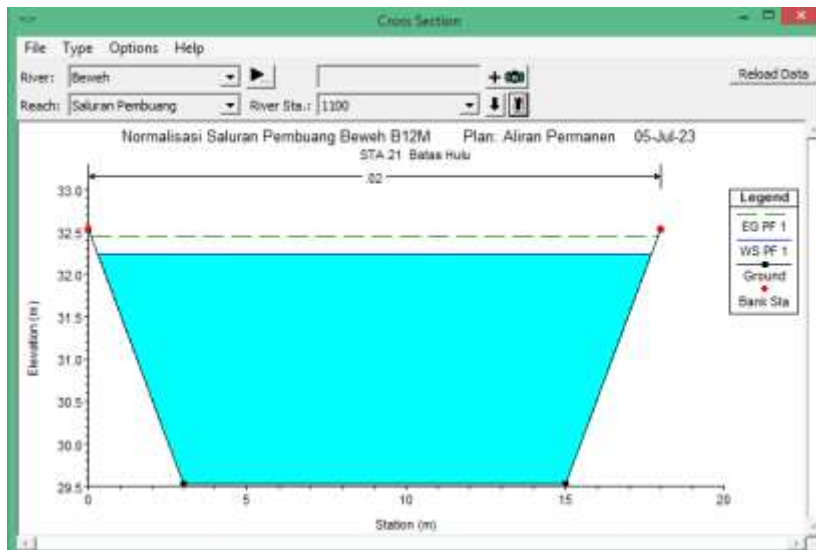 Cross Section
File Type Options Help
River: Beweh
Reload Data
Reach: Saluran Pembuang River Sta.: 1100
Normalisasi Saluran Pembuang Beweh B12M Plan: Aliran Permanen 05-Jul-23
STA 21 Batas Hulu
.02
33.0
32.5
32.0
31.5
31.0
30.5
30.0
29.5
0 5 10 15 20
Elevation (m)
Station (m)
Legend
EG PF 1
WS PF 1
Ground
Bank Sta